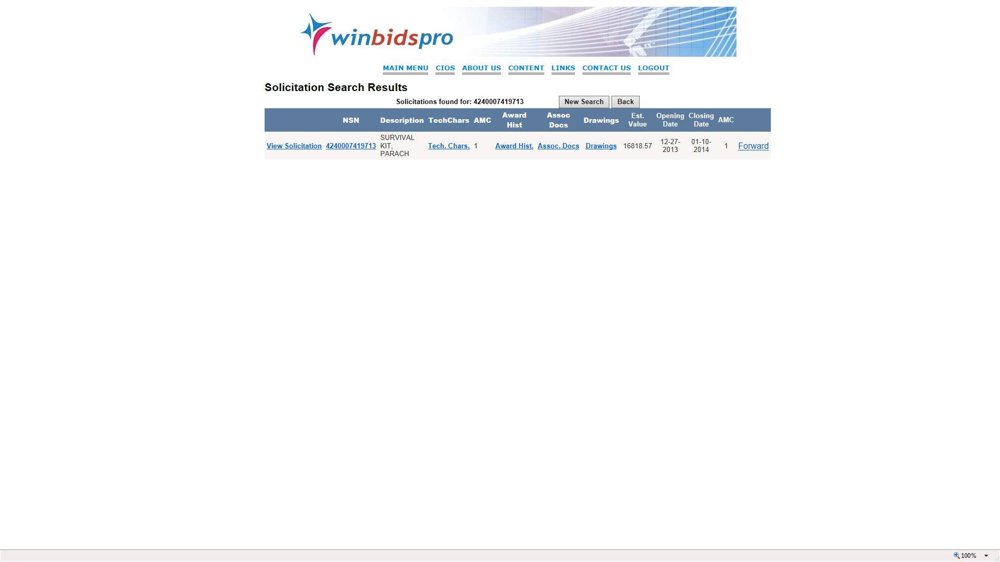 winbidspro
MAIN MENU CIOS ABOUT US CONTENT LINKS CONTACT US LOGOUT
Solicitation Search Results
Solicitations found for: 4240007419713 New Search Back
NSN Description TechChars AMC Award Hist Assoc Docs Drawings Est. Value Opening Date Closing Date AMC
View Solicitation 4240007419713 SURVIVAL KIT, PARACH Tech. Chars. 1 Award Hist. Assoc. Docs Drawings 16818.57 12-27-2013 01-10-2014 1 Forward
100%